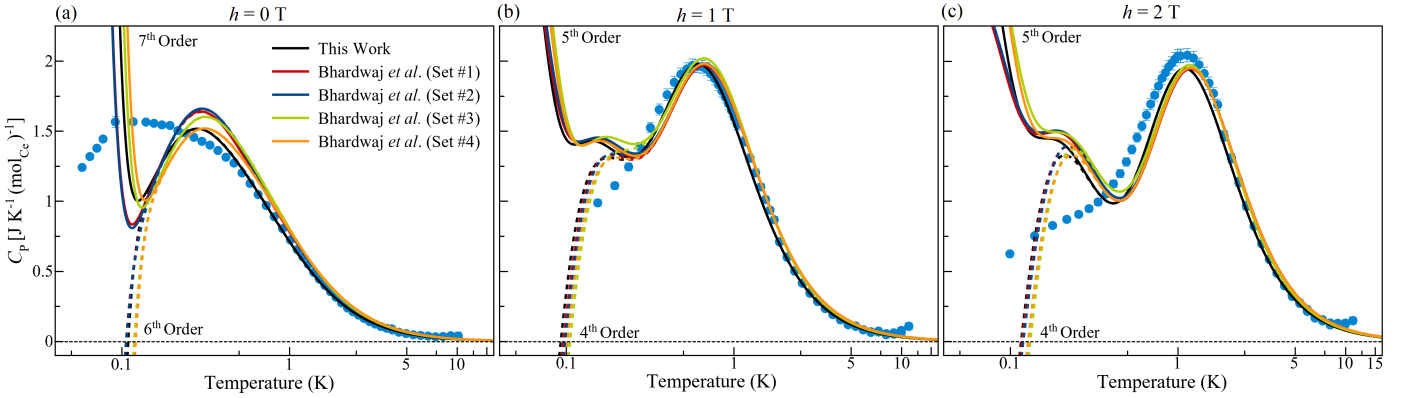 (a)
h = 0 T
7th Order
This Work
Bhardwaj et al. (Set #1)
Bhardwaj et al. (Set #2)
Bhardwaj et al. (Set #3)
Bhardwaj et al. (Set #4)
6th Order
CP [J K-1 (molCe)-1]
2
1.5
1
0.5
0
0.1
1
5
10
Temperature (K)
(b)
h = 1 T
5th Order
4th Order
0.1
1
5
10
Temperature (K)
(c)
h = 2 T
5th Order
4th Order
0.1
1
5
10
15
Temperature (K)